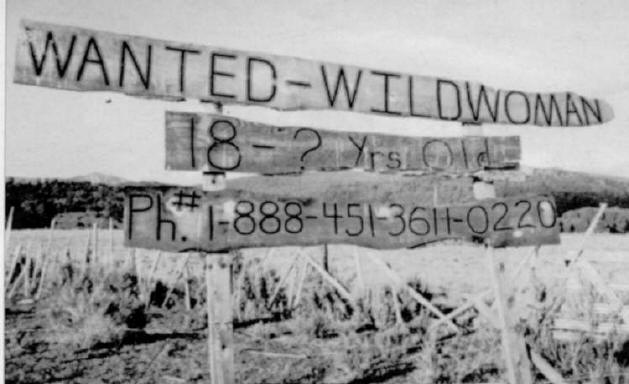 WANTED-WILDWOMAN
18-? Yrs Old
Ph.# 1-888-451-3611-0220